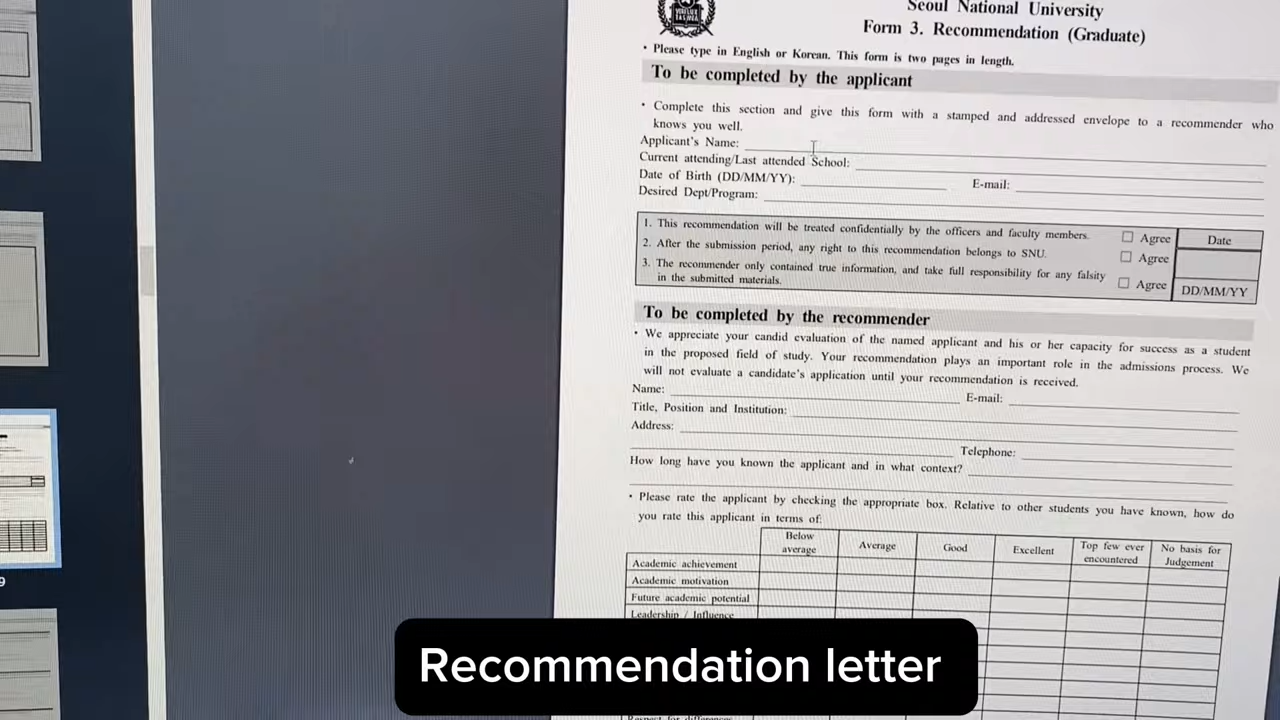 Seoul National University
Form 3. Recommendation (Graduate)
• Please type in English or Korean. This form is two pages in length.
To be completed by the applicant
• Complete this section and give this form with a stamped and addressed envelope to a recommender who
knows you well.
Applicant's Name:
Current attending/Last attended School:
Date of Birth (DD/MM/YY): E-mail:
Desired Dept/Program:
1. This recommendation will be treated confidentially by the officers and faculty members. Agree Date
2. After the submission period, any right to this recommendation belongs to SNU. Agree
3. The recommender only contained true information, and take full responsibility for any falsity
in the submitted materials. Agree DD/MM/YY
To be completed by the recommender
• We appreciate your candid evaluation of the named applicant and his or her capacity for success as a student
in the proposed field of study. Your recommendation plays an important role in the admissions process. We
will not evaluate a candidate's application until your recommendation is received.
Name: E-mail:
Title, Position and Institution:
Address:
Telephone:
How long have you known the applicant and in what context?
• Please rate the applicant by checking the appropriate box. Relative to other students you have known, how do
you rate this applicant in terms of:
Below average Average Good Excellent Top few ever encountered No basis for Judgement
Academic achievement
Academic motivation
Future academic potential
Leadership / Influence
Recommendation letter
9